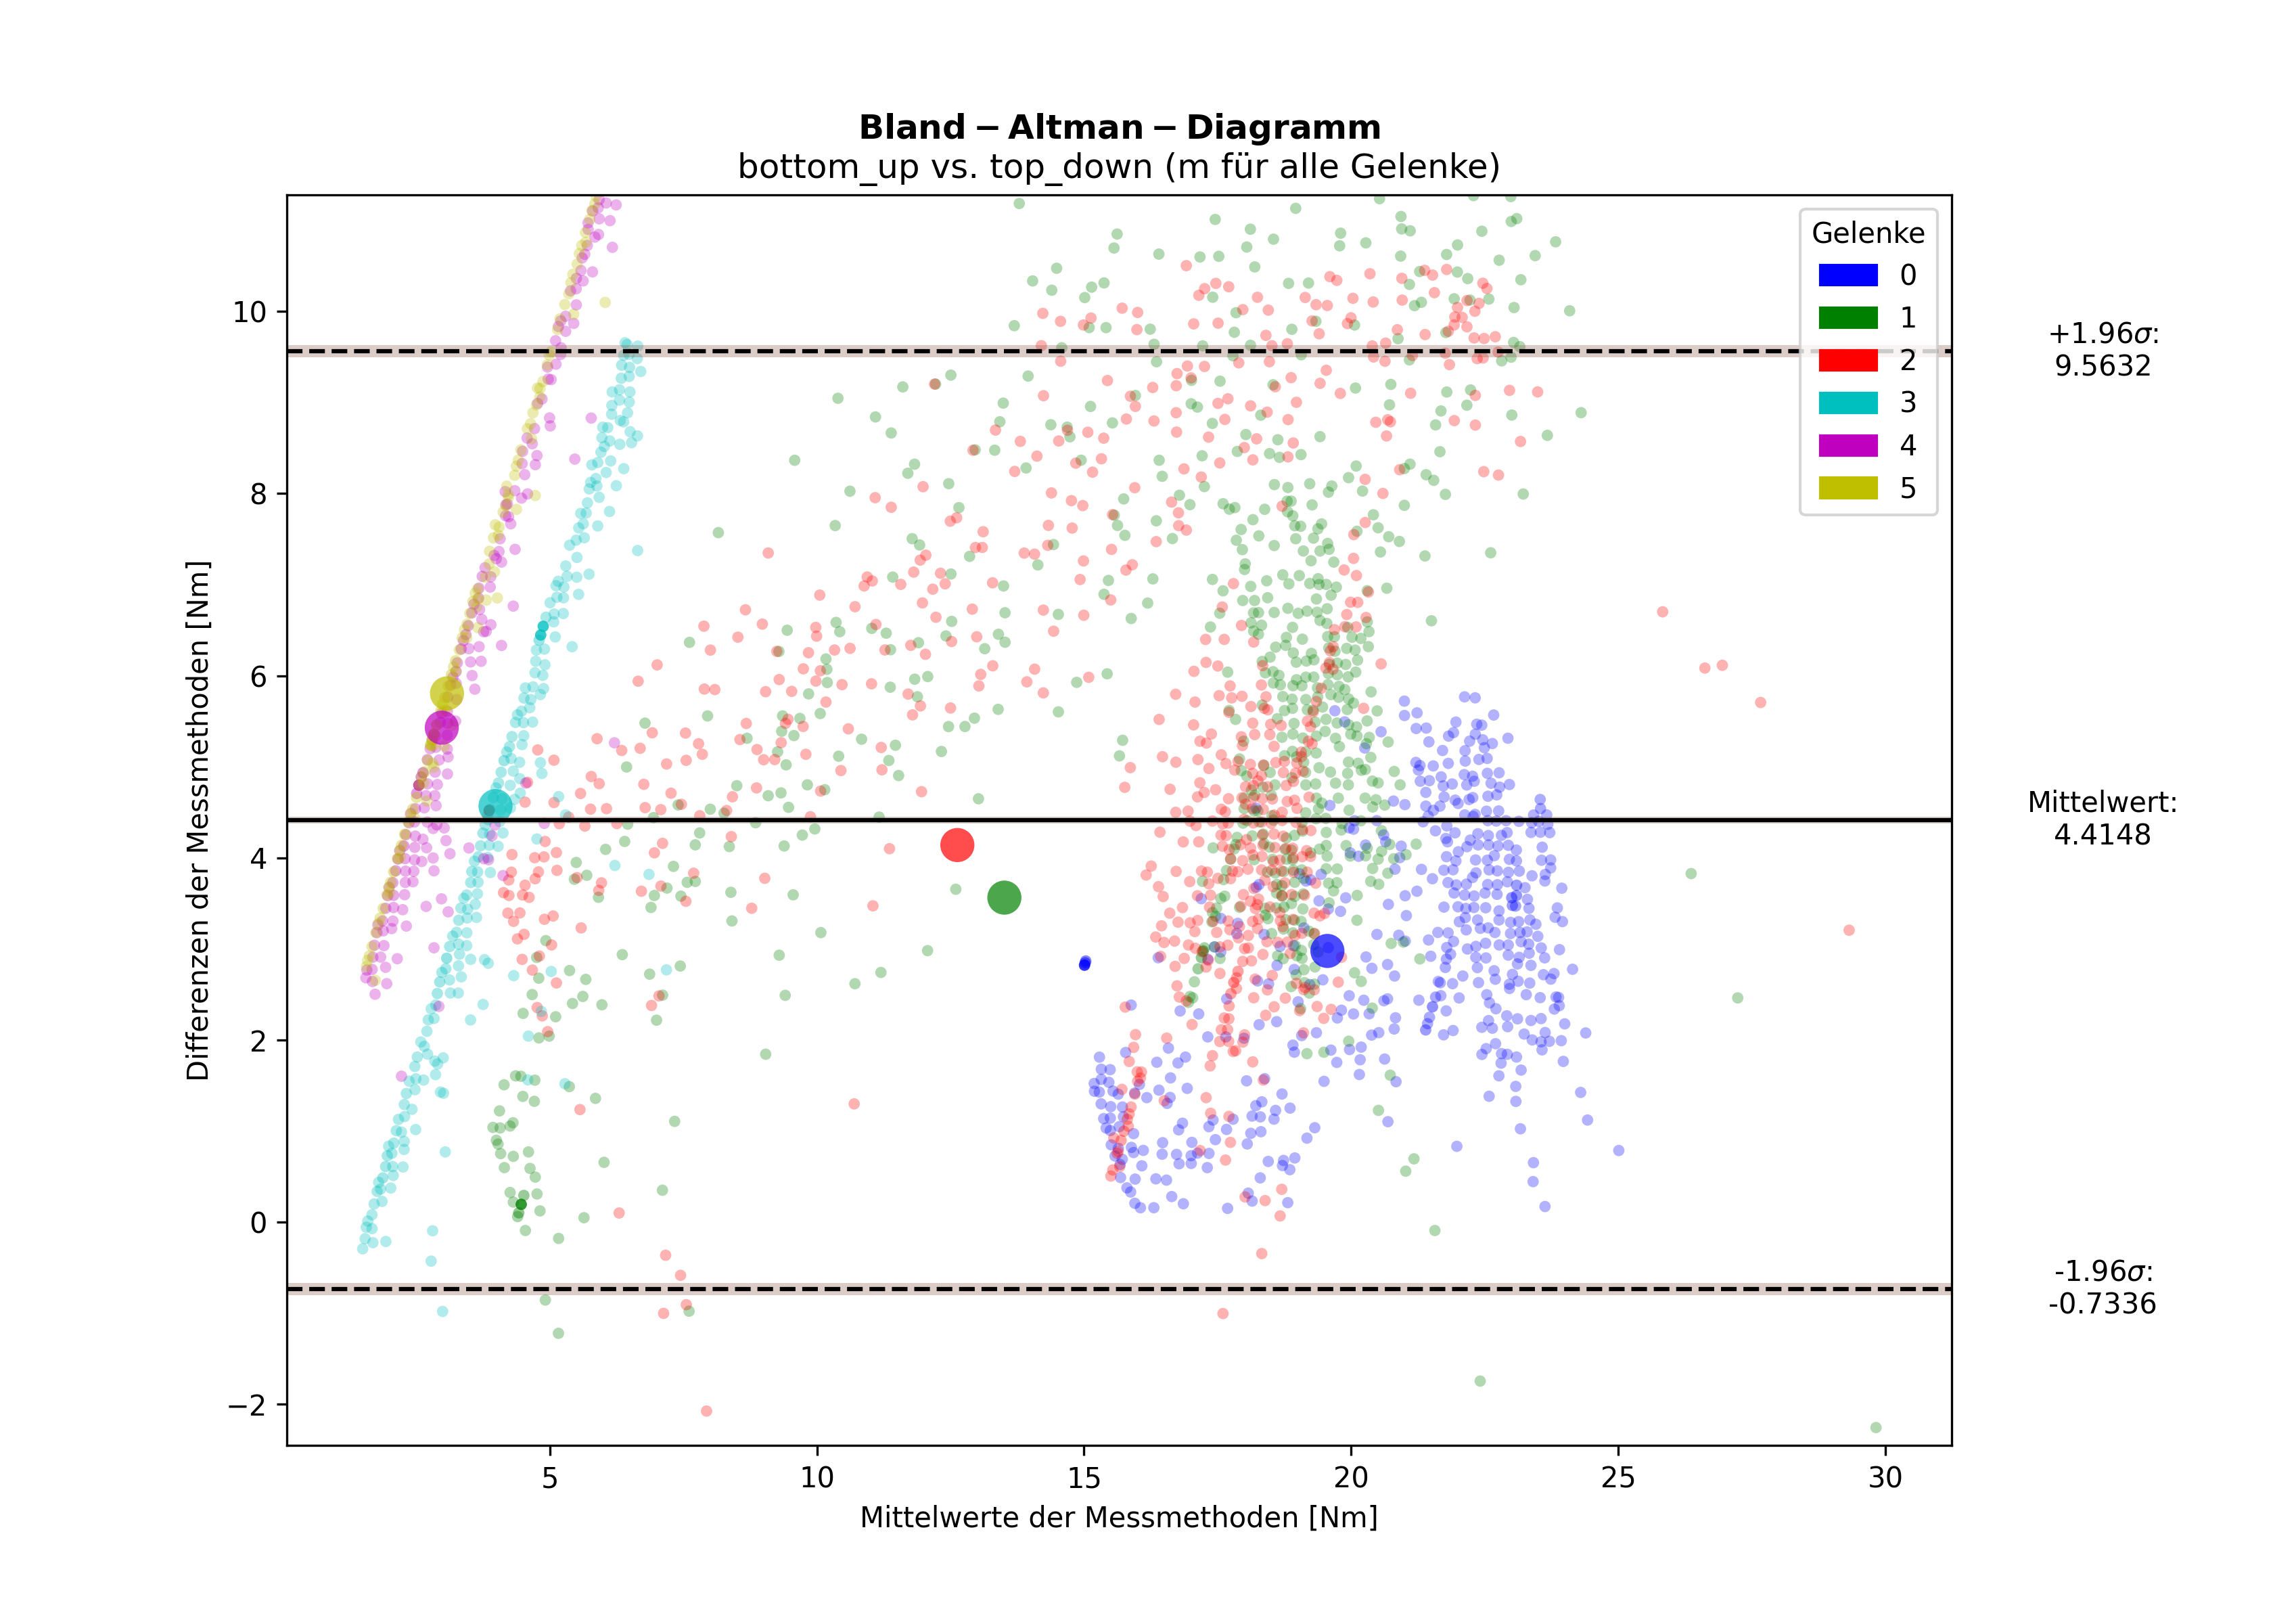 Bland − Altman − Diagramm
bottom_up vs. top_down (m für alle Gelenke)
Differenzen der Messmethoden [Nm]
10
8
6
4
2
0
−2
5
10
15
20
25
30
Mittelwerte der Messmethoden [Nm]
Gelenke
0
1
2
3
4
5
+1.96σ:
9.5632
Mittelwert:
4.4148
-1.96σ:
-0.7336